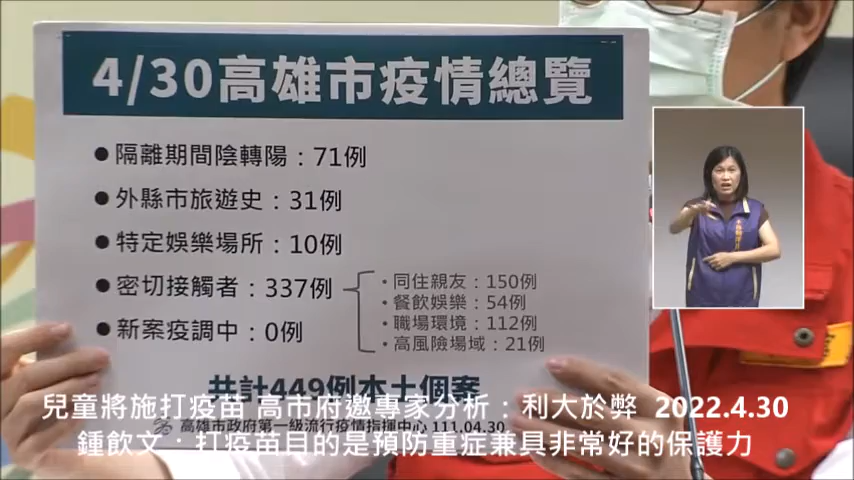 4/30高雄市疫情總覽
●隔離期間陰轉陽：71例
●外縣市旅遊史：31例
●特定娛樂場所：10例
●密切接觸者：337例
・同住親友：150例
・餐飲娛樂：54例
・職場環境：112例
・高風險場域：21例
●新案疫調中：0例
共計449例本土個案
兒童將施打疫苗 高市府邀專家分析：利大於弊 2022.4.30
高雄市政府第一級流行疫情指揮中心 111.04.30
鍾飲文：打疫苗目的是預防重症兼具非常好的保護力